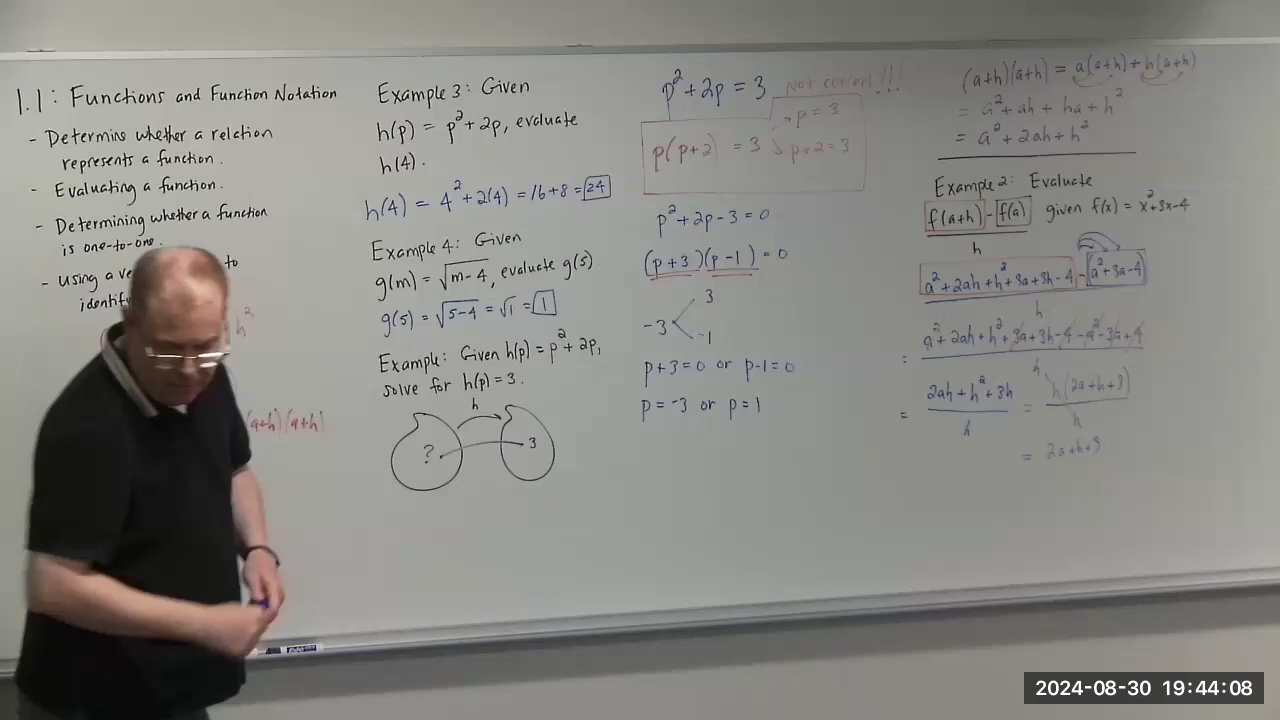 1.1: Functions and Function Notation
- Determine whether a relation
represents a function.
- Evaluating a function.
- Determining whether a function
is one-to-one.
- Using a to
identif
h²
(a+h)(a+h)
Example 3: Given
h(p) = p²+2p, evaluate
h(4).
h(4) = 4²+2(4) = 16+8 = 24
Example 4: Given
g(m) = √m-4, evaluate g(5)
g(5) = √5-4 = √1 = 1
Example: Given h(p) = p²+2p,
solve for h(p) = 3.
h
? 3
p²+2p = 3 Not correct!!!
p = 3
p(p+2) = 3 p+2 = 3
p²+2p-3 = 0
(p+3)(p-1) = 0
3
-3
-1
p+3=0 or p-1=0
p = -3 or p = 1
(a+h)(a+h) = a(a+h) + h(a+h)
= a²+ah+ha+h²
= a²+2ah+h²
Example 2: Evaluate
f(a+h) - f(a) given f(x) = x²+3x-4
h
a²+2ah+h²+3a+3h-4 - (a²+3a-4)
h
= a²+2ah+h²+3a+3h-4-a²-3a+4
h
= 2ah+h²+3h = h(2a+h+3)
h h
= 2a+h+3
2024-08-30 19:44:08